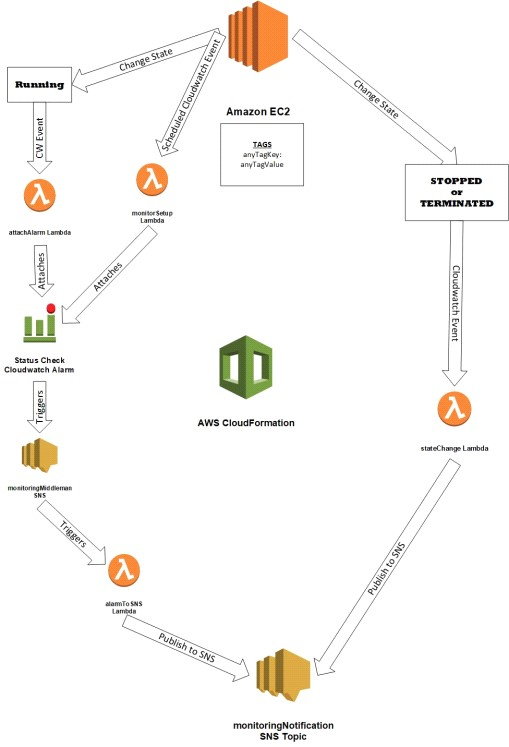 Change State
Scheduled Cloudwatch Event
Change State
Running
Amazon EC2
CW Event
TAGS
anyTagKey:
anyTagValue
STOPPED
or
TERMINATED
monitorSetup
Lambda
attachAlarm Lambda
Attaches
Attaches
Cloudwatch Event
Status Check
Cloudwatch Alarm
AWS CloudFormation
Triggers
stateChange Lambda
monitoringMiddleman
SNS
Triggers
Publish to SNS
alarmToSNS
Lambda
Publish to SNS
monitoringNotification
SNS Topic